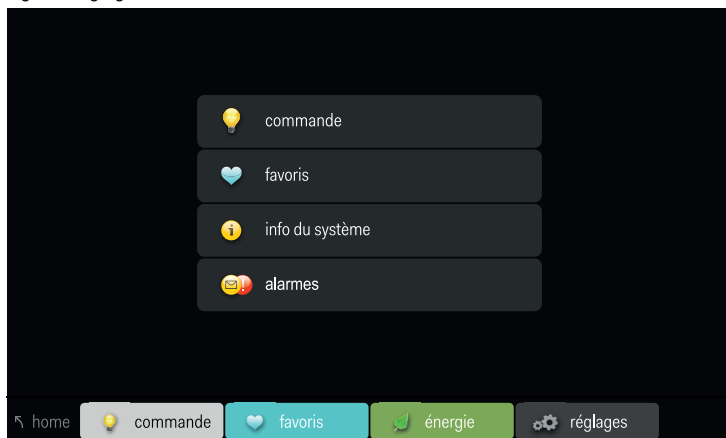 commande
favoris
info du système
alarmes
home commande favoris énergie réglages